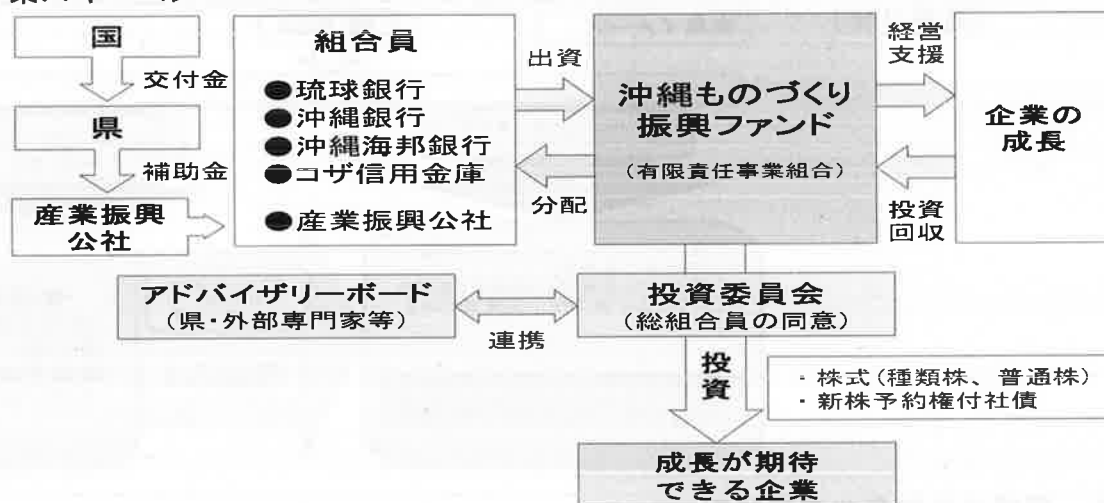 国
交付金
県
補助金
産業振興
公社
組合員
●琉球銀行
●沖縄銀行
●沖縄海邦銀行
●コザ信用金庫
●産業振興公社
出資
分配
沖縄ものづくり
振興ファンド
(有限責任事業組合)
経営
支援
投資
回収
企業の
成長
アドバイザリーボード
(県・外部専門家等)
連携
投資委員会
(総組合員の同意)
投資
・株式(種類株、普通株)
・新株予約権付社債
成長が期待
できる企業